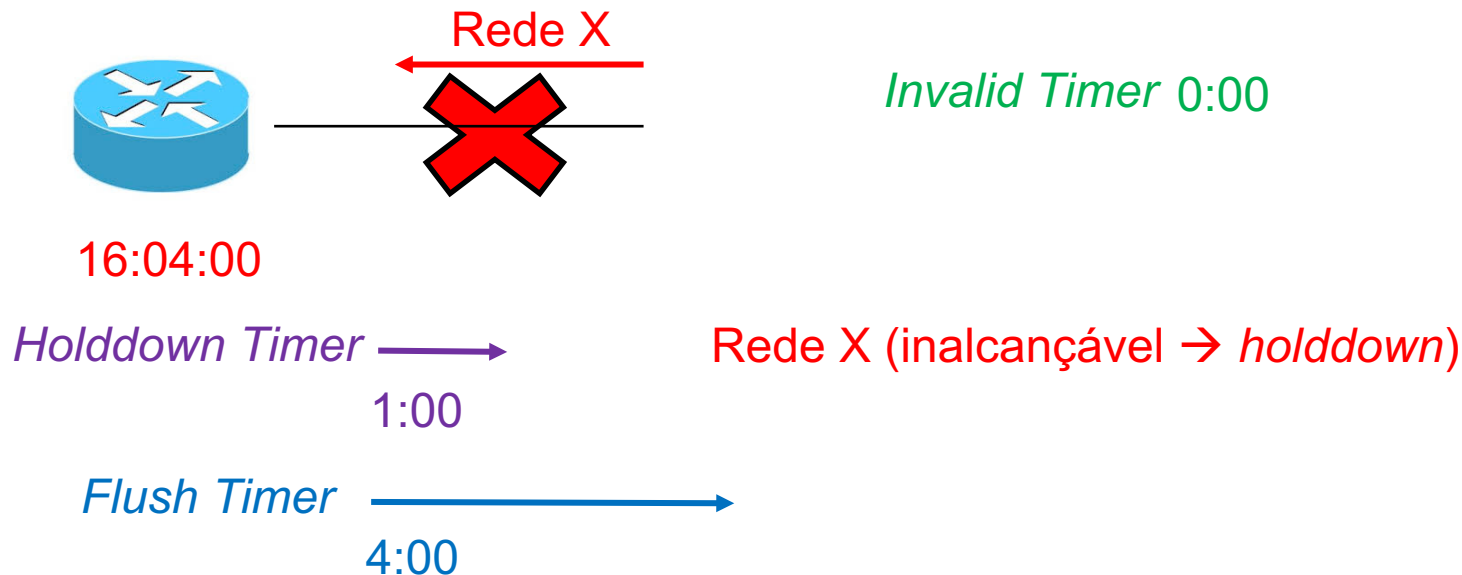 Rede X
Invalid Timer 0:00
16:04:00
Holddown Timer
Rede X (inalcançável → holddown)
1:00
Flush Timer
4:00